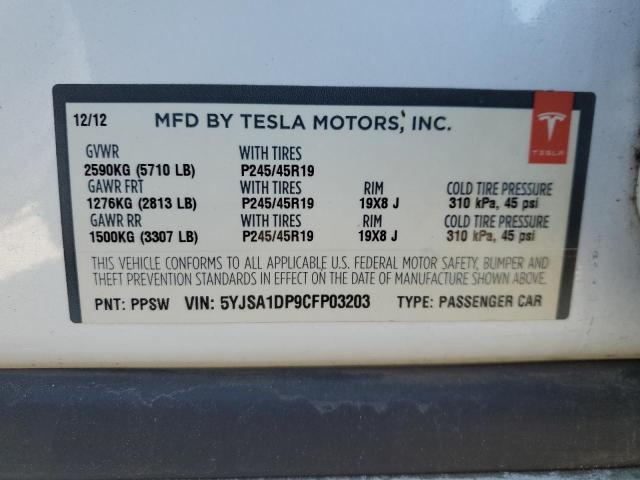 12/12 MFD BY TESLA MOTORS, INC.
TESLA
GVWR WITH TIRES
2590KG (5710 LB) P245/45R19
GAWR FRT WITH TIRES RIM COLD TIRE PRESSURE
1276KG (2813 LB) P245/45R19 19X8 J 310 kPa, 45 psi
GAWR RR WITH TIRES RIM COLD TIRE PRESSURE
1500KG (3307 LB) P245/45R19 19X8 J 310 kPa, 45 psi
THIS VEHICLE CONFORMS TO ALL APPLICABLE U.S. FEDERAL MOTOR SAFETY, BUMPER AND
THEFT PREVENTION STANDARDS IN EFFECT ON THE DATE OF MANUFACTURE SHOWN ABOVE.
PNT: PPSW VIN: 5YJSA1DP9CFP03203 TYPE: PASSENGER CAR